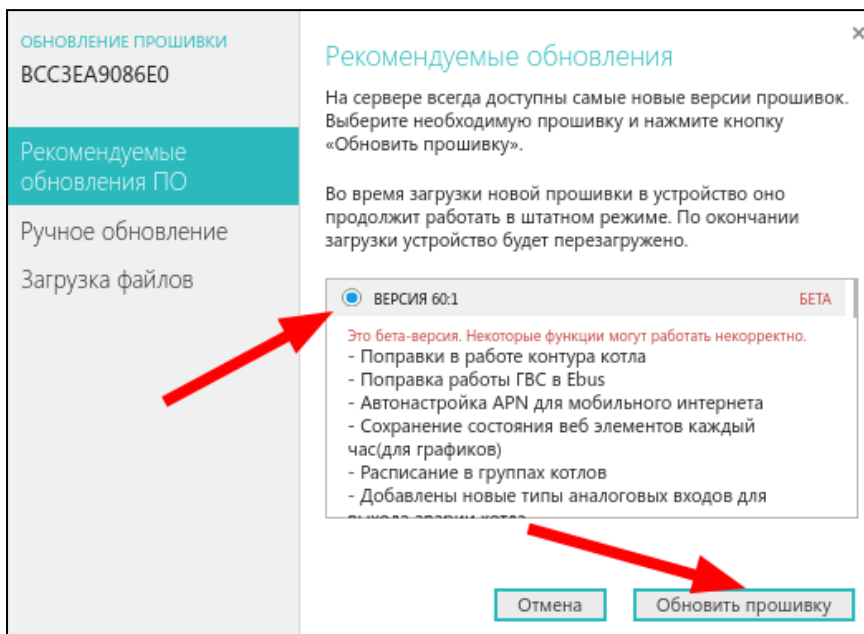 ОБНОВЛЕНИЕ ПРОШИВКИ
BCC3EA9086E0
Рекомендуемые
обновления ПО
Ручное обновление
Загрузка файлов
Рекомендуемые обновления
На сервере всегда доступны самые новые версии прошивок.
Выберите необходимую прошивку и нажмите кнопку
«Обновить прошивку».
Во время загрузки новой прошивки в устройство оно
продолжит работать в штатном режиме. По окончании
загрузки устройство будет перезагружено.
ВЕРСИЯ 60:1 БЕТА
Это бета-версия. Некоторые функции могут работать некорректно.
- Поправки в работе контура котла
- Поправка работы ГВС в Ebus
- Автонастройка APN для мобильного интернета
- Сохранение состояния веб элементов каждый
час(для графиков)
- Расписание в группах котлов
- Добавлены новые типы аналоговых входов для
выхода аварии котла
Отмена
Обновить прошивку